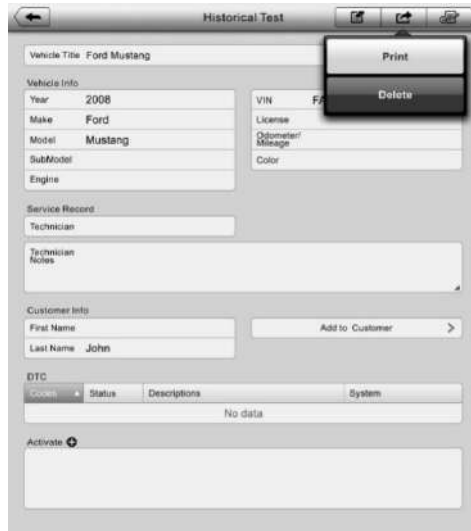 Historical Test
Print
Delete
Vehicle Title Ford Mustang
Vehicle Info
Year 2008
Make Ford
Model Mustang
SubModel
Engine
VIN FA
License
Odometer/
Mileage
Color
Service Record
Technician
Technician
Notes
Customer Info
First Name
Last Name John
Add to Customer
DTC
Codes Status Descriptions System
No data
Activate